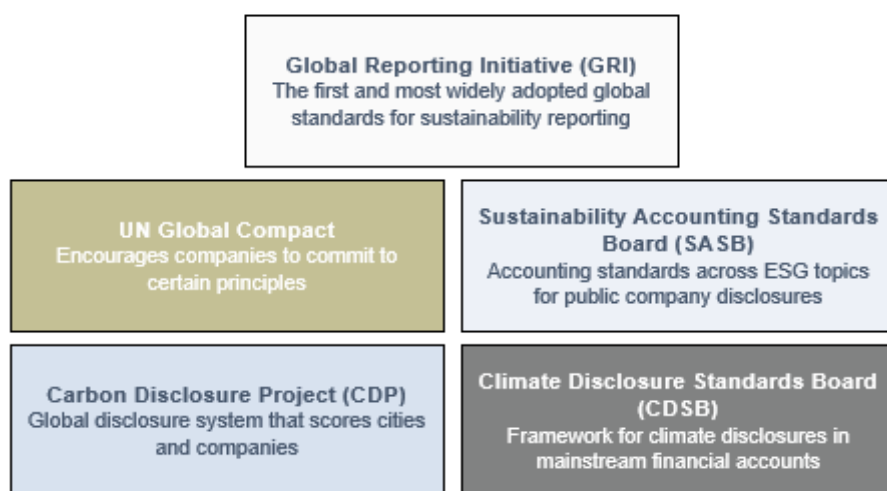 Global Reporting Initiative (GRI)
The first and most widely adopted global
standards for sustainability reporting
UN Global Compact
Encourages companies to commit to
certain principles
Sustainability Accounting Standards
Board (SASB)
Accounting standards across ESG topics
for public company disclosures
Carbon Disclosure Project (CDP)
Global disclosure system that scores cities
and companies
Climate Disclosure Standards Board
(CDSB)
Framework for climate disclosures in
mainstream financial accounts